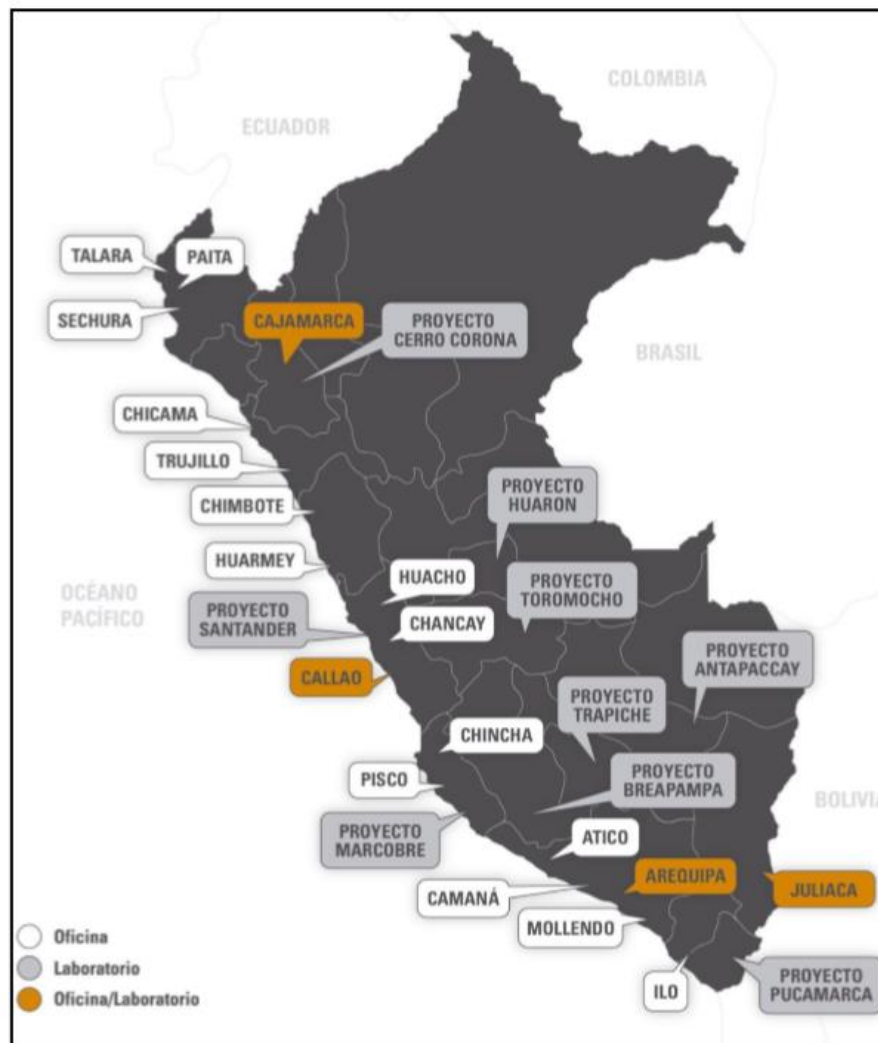 COLOMBIA
ECUADOR
TALARA
PAITA
SECHURA
CAJAMARCA
PROYECTO
CERRO CORONA
BRASIL
CHICAMA
TRUJILLO
CHIMBOTE
PROYECTO
HUARON
HUARMEY
HUACHO
PROYECTO
TOROMOCHO
OCÉANO
PACÍFICO
PROYECTO
SANTANDER
CHANCAY
PROYECTO
ANTAPACCAY
CALLAO
PROYECTO
TRAPICHE
CHINCHA
PISCO
PROYECTO
BREAPAMPA
BOLIVIA
PROYECTO
MARCOBRE
ATICO
AREQUIPA
JULIACA
CAMANÁ
MOLLENDO
ILO
PROYECTO
PUCAMARCA
Oficina
Laboratorio
Oficina/Laboratorio